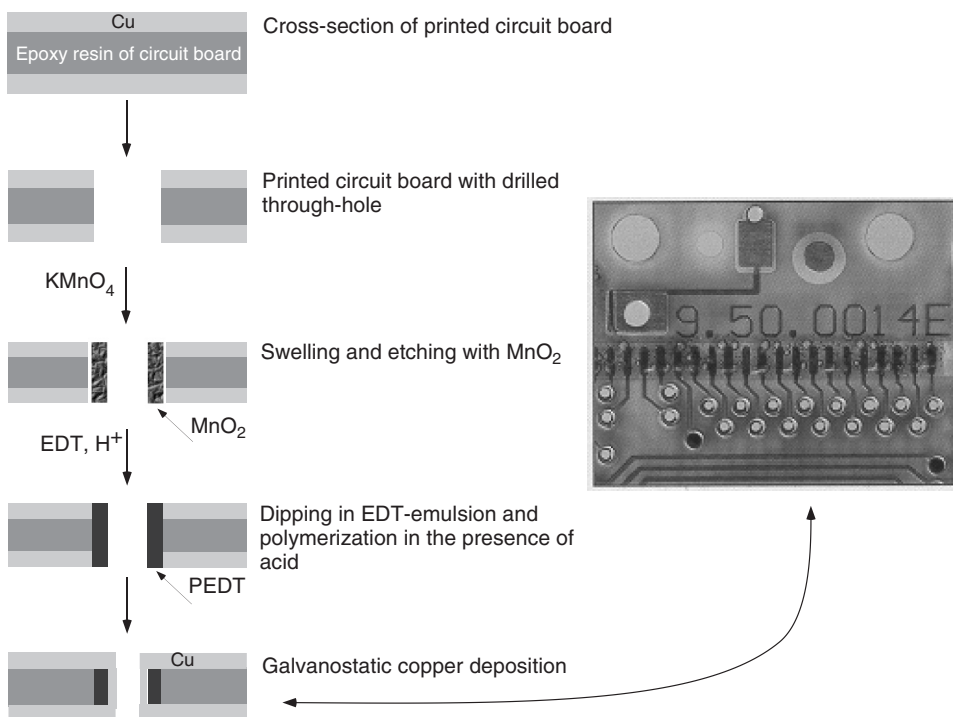 Cu
Cross-section of printed circuit board
Epoxy resin of circuit board
Printed circuit board with drilled
through-hole
KMnO4
9.50.0014E
Swelling and etching with MnO2
MnO2
EDT, H+
Dipping in EDT-emulsion and
polymerization in the presence of
acid
PEDT
Cu
Galvanostatic copper deposition